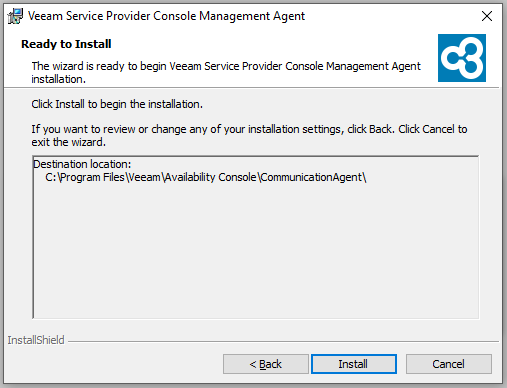 Veeam Service Provider Console Management Agent
Ready to Install
The wizard is ready to begin Veeam Service Provider Console Management Agent
installation.
Click Install to begin the installation.
If you want to review or change any of your installation settings, click Back. Click Cancel to
exit the wizard.
Destination location:
C:\Program Files\Veeam\Availability Console\CommunicationAgent\
InstallShield
< Back
Install
Cancel